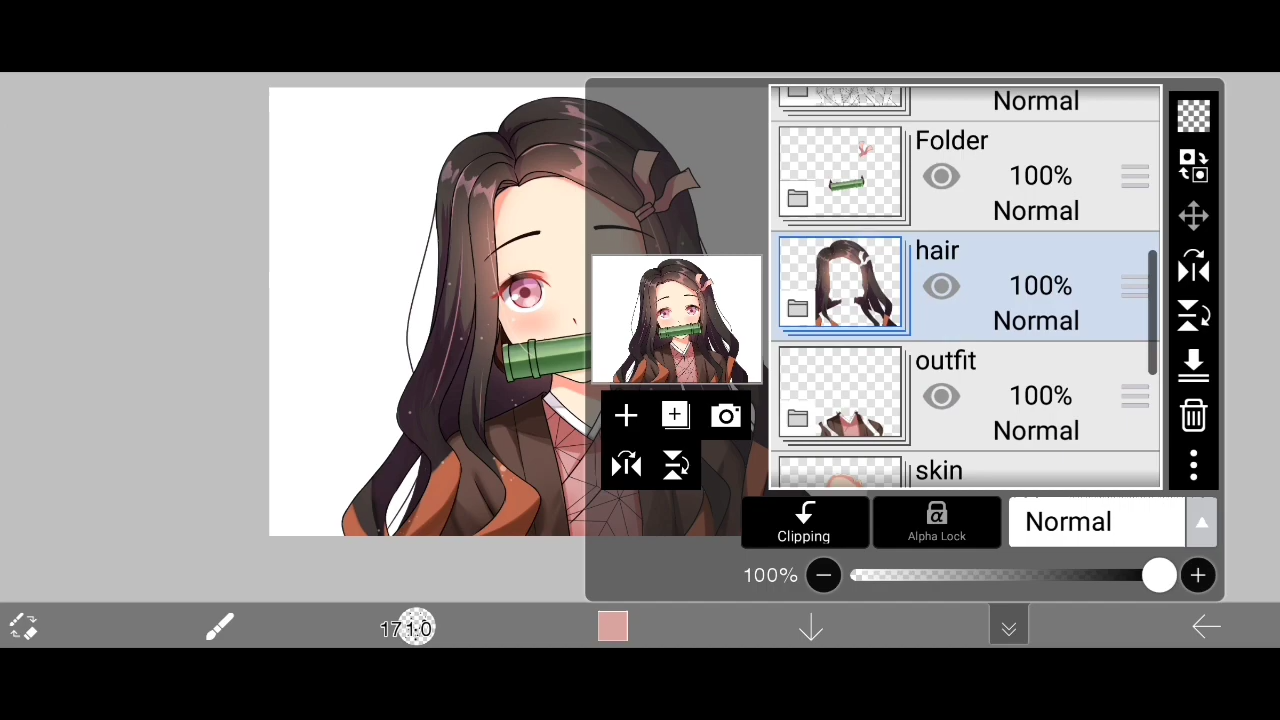 Normal
Folder
100%
Normal
hair
100%
Normal
outfit
100%
Normal
skin
Clipping
α
Alpha Lock
Normal
100%
171.0